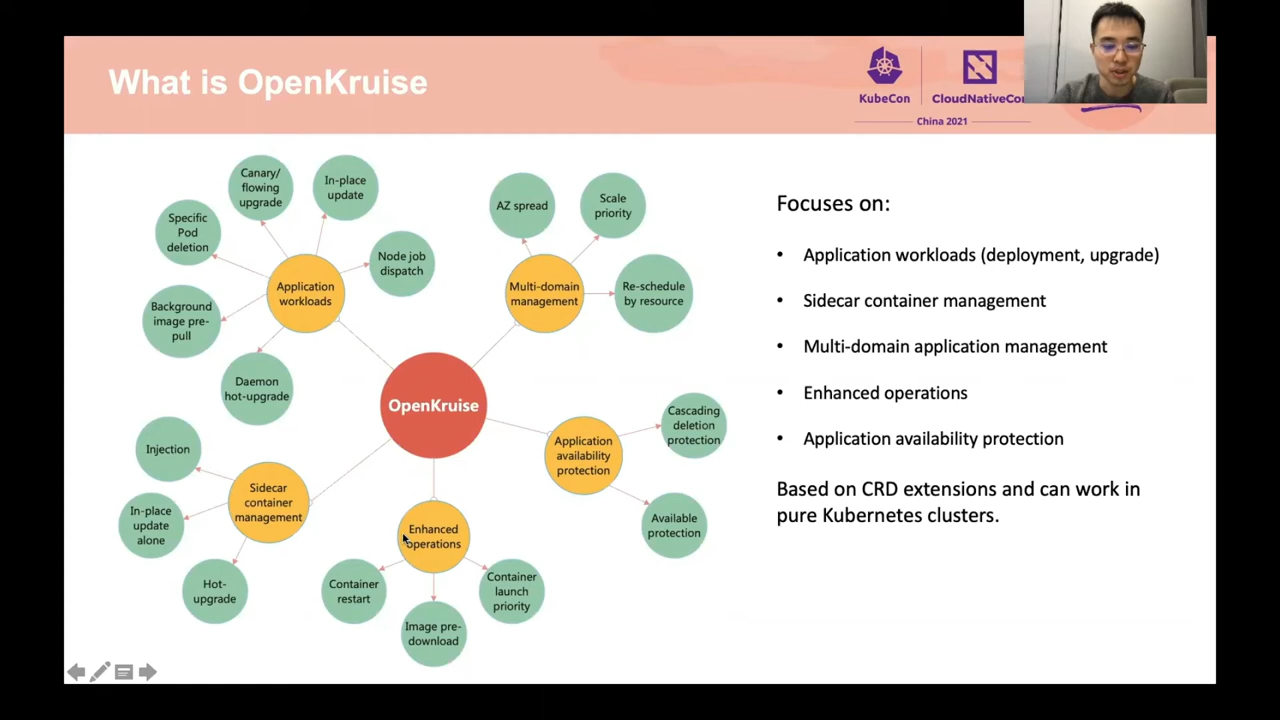 What is OpenKruise
KubeCon
CloudNativeCon
China 2021
Canary/
flowing
upgrade
In-place
update
Specific
Pod
deletion
Node job
dispatch
Application
workloads
Background
image pre-
pull
Daemon
hot-upgrade
AZ spread
Scale
priority
Multi-domain
management
Re-schedule
by resource
OpenKruise
Injection
Sidecar
container
management
In-place
update
alone
Hot-
upgrade
Enhanced
operations
Container
restart
Image pre-
download
Container
launch
priority
Application
availability
protection
Cascading
deletion
protection
Available
protection
Focuses on:
• Application workloads (deployment, upgrade)
• Sidecar container management
• Multi-domain application management
• Enhanced operations
• Application availability protection
Based on CRD extensions and can work in
pure Kubernetes clusters.